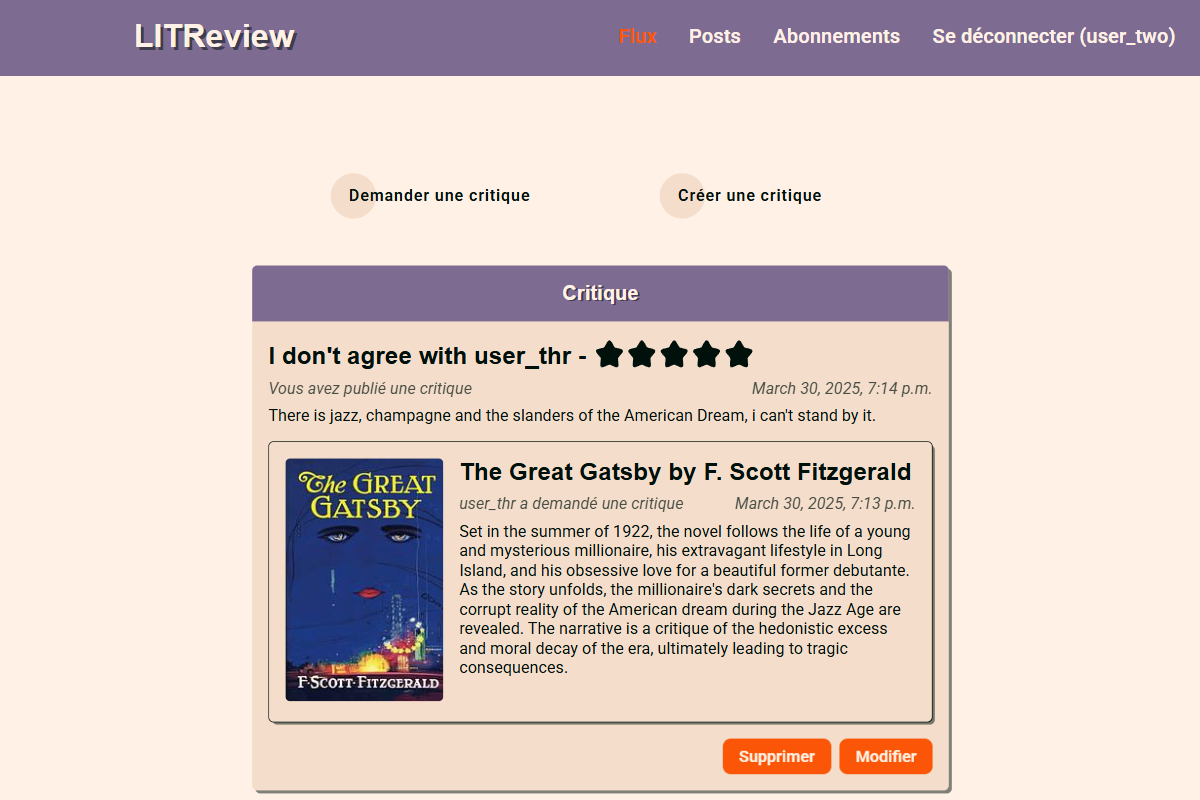 LITReview
Flux Posts Abonnements Se déconnecter (user_two)
Demander une critique
Créer une critique
Critique
I don't agree with user_thr - ★★★★★
Vous avez publié une critique
March 30, 2025, 7:14 p.m.
There is jazz, champagne and the slanders of the American Dream, i can't stand by it.
The GREAT
GATSBY
F·SCOTT·FITZGERALD
The Great Gatsby by F. Scott Fitzgerald
user_thr a demandé une critique
March 30, 2025, 7:13 p.m.
Set in the summer of 1922, the novel follows the life of a young
and mysterious millionaire, his extravagant lifestyle in Long
Island, and his obsessive love for a beautiful former debutante.
As the story unfolds, the millionaire's dark secrets and the
corrupt reality of the American dream during the Jazz Age are
revealed. The narrative is a critique of the hedonistic excess
and moral decay of the era, ultimately leading to tragic
consequences.
Supprimer
Modifier